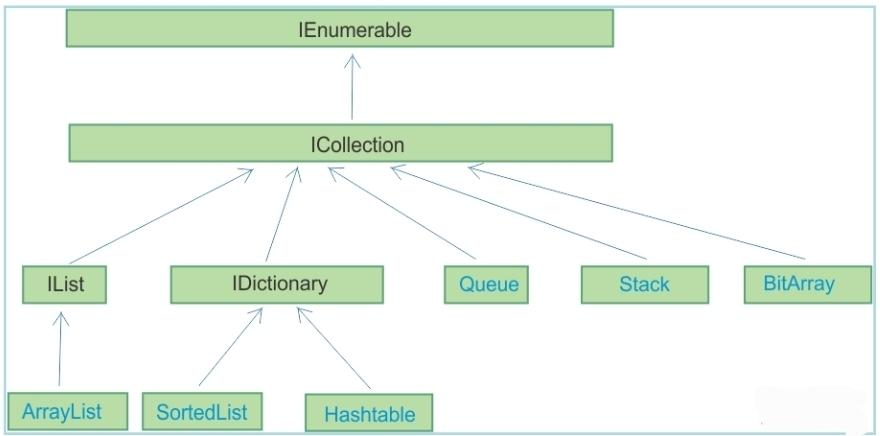 IEnumerable
ICollection
IList
IDictionary
Queue
Stack
BitArray
ArrayList
SortedList
Hashtable